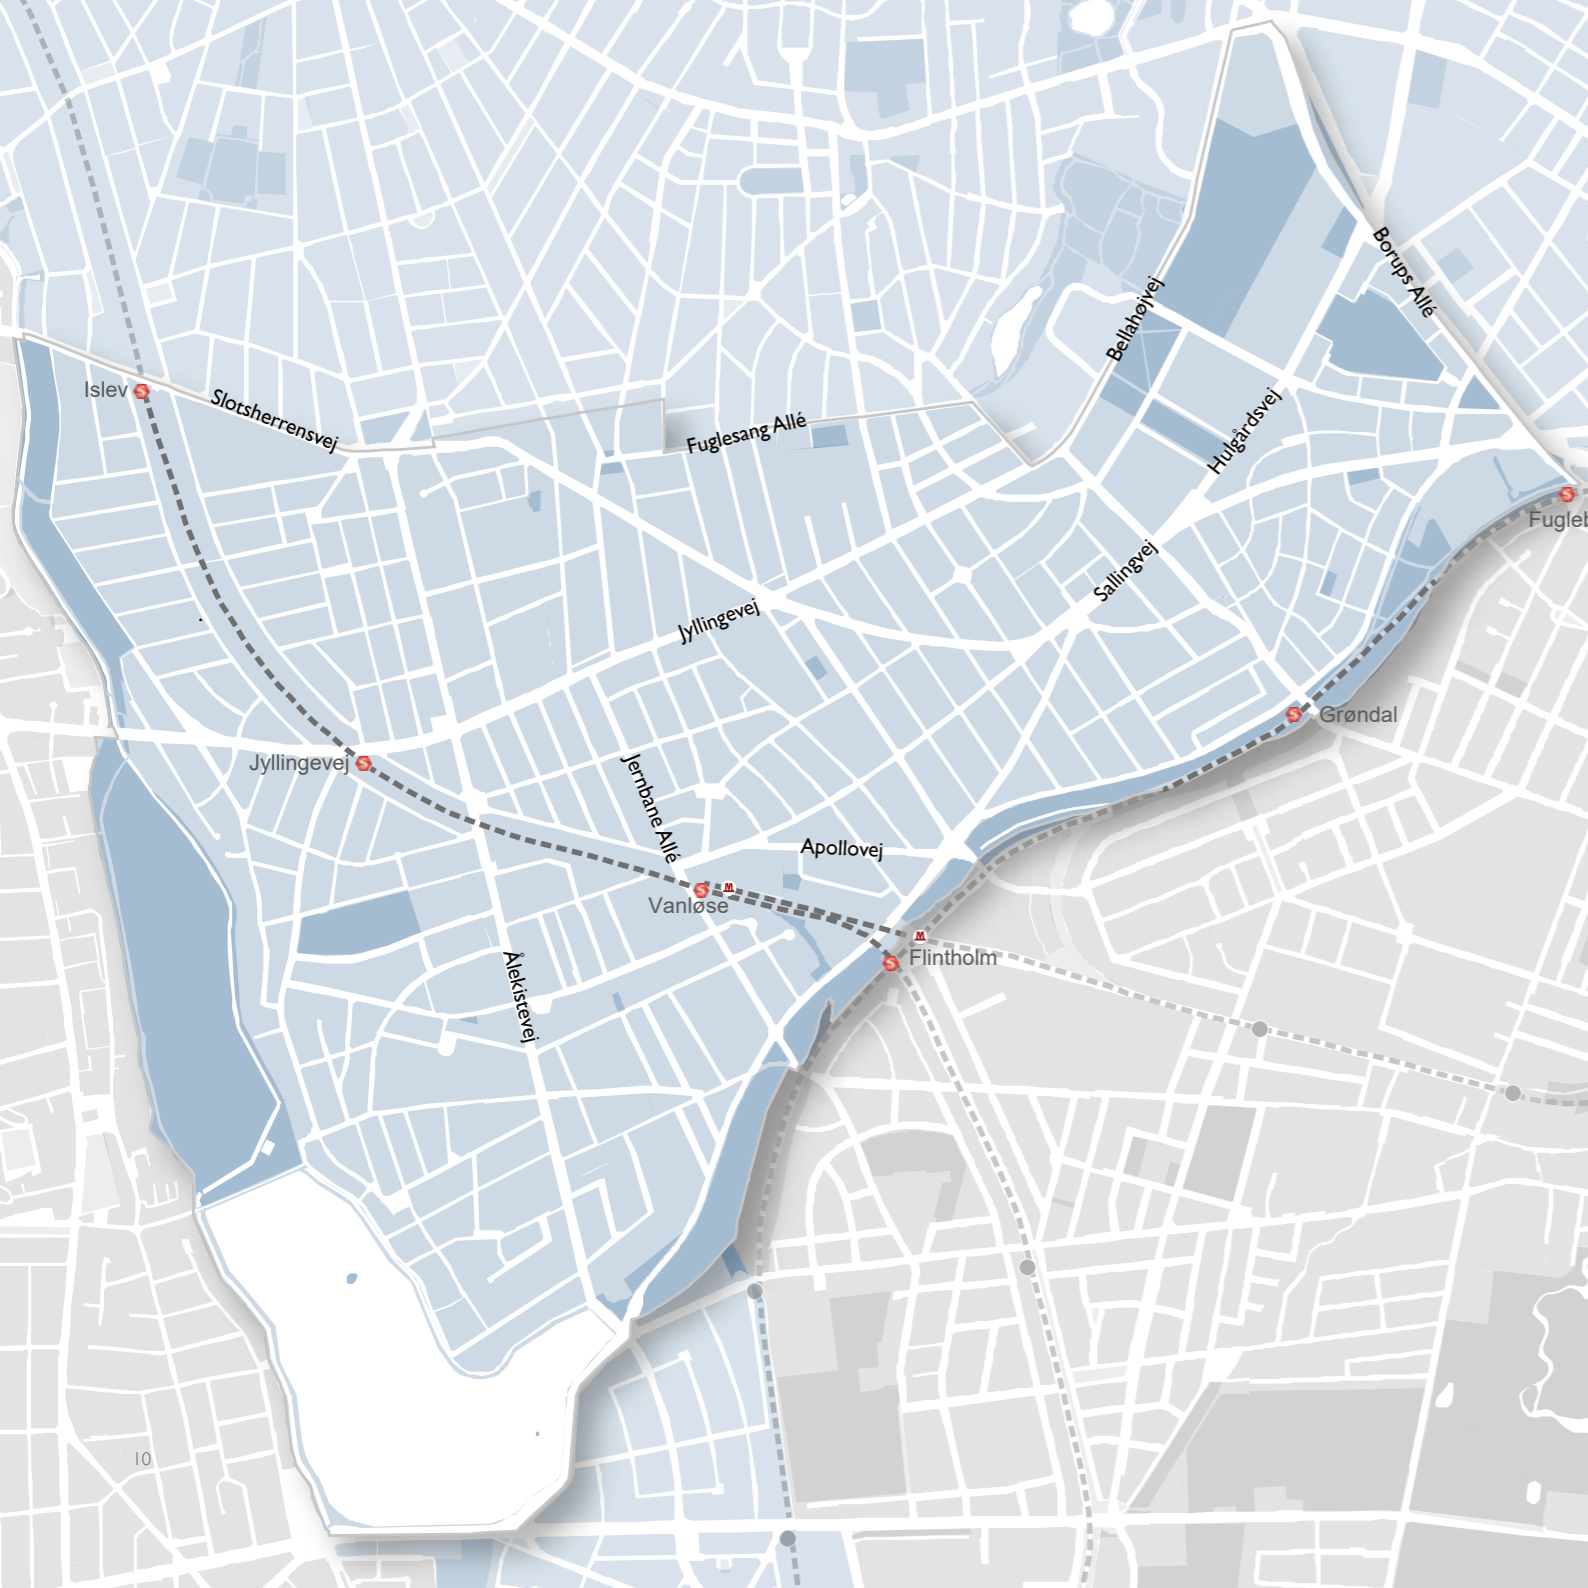 Borups Allé
Bellahøjvej
Islev
Slotsherrensvej
Fuglesang Allé
Hulgårdsvej
Fugleb
Sallingvej
Jyllingevej
Grøndal
Jyllingevej
Jernbane Allé
Apollovej
Vanløse
Flintholm
Ålekistevej
10